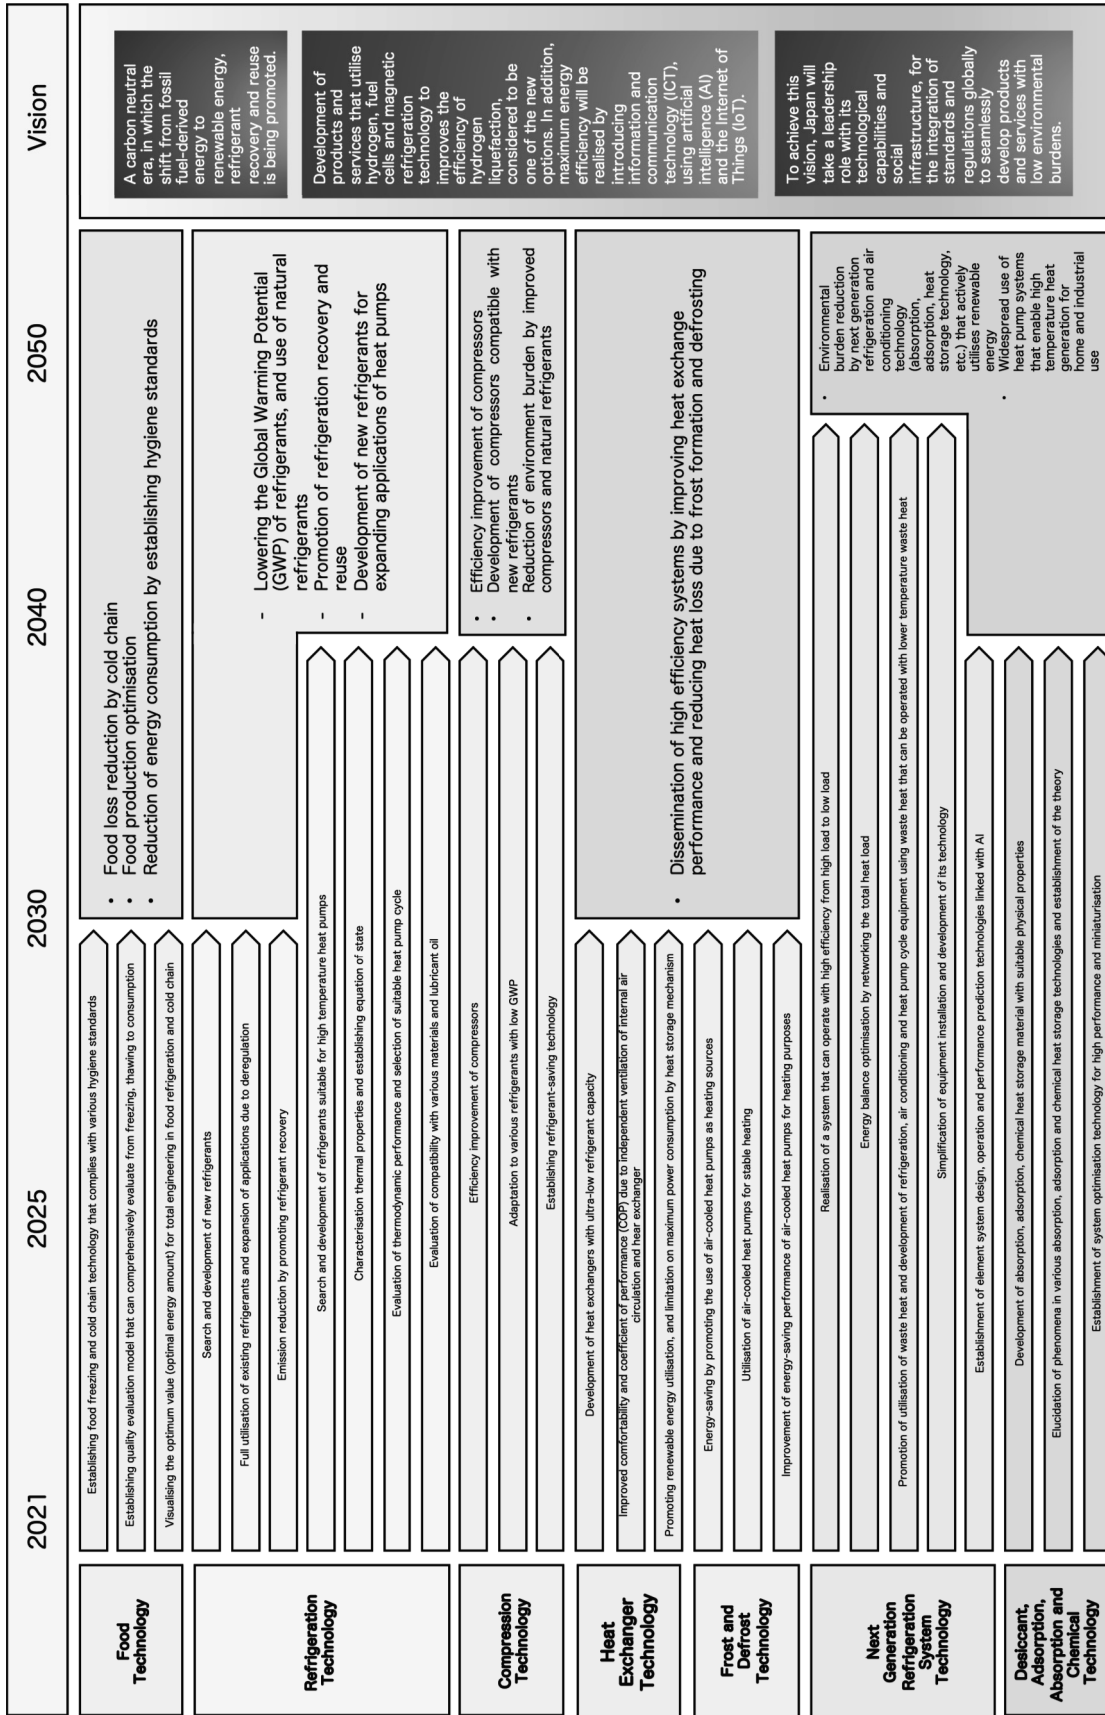 2021
2025
2030
2040
2050
Vision
Food
Technology
Establishing food freezing and cold chain technology that complies with various hygiene standards
Establishing quality evaluation model that can comprehensively evaluate from freezing, thawing to consumption
Visualising the optimum value (optimal energy amount) for total engineering in food refrigeration and cold chain
• Food loss reduction by cold chain
• Food production optimisation
• Reduction of energy consumption by establishing hygiene standards
Refrigeration
Technology
Search and development of new refrigerants
Full utilisation of existing refrigerants and expansion of applications due to deregulation
Emission reduction by promoting refrigerant recovery
Search and development of refrigerants suitable for high temperature heat pumps
Characterisation thermal properties and establishing equation of state
Evaluation of thermodynamic performance and selection of suitable heat pump cycle
Evaluation of compatibility with various materials and lubricant oil
- Lowering the Global Warming Potential
(GWP) of refrigerants, and use of natural
refrigerants
- Promotion of refrigeration recovery and
reuse
- Development of new refrigerants for
expanding applications of heat pumps
Compression
Technology
Efficiency improvement of compressors
Adaptation to various refrigerants with low GWP
Establishing refrigerant-saving technology
• Efficiency improvement of compressors
• Development of compressors compatible with
new refrigerants
• Reduction of environment burden by improved
compressors and natural refrigerants
Heat
Exchanger
Technology
Development of heat exchangers with ultra-low refrigerant capacity
Improved comfortability and coefficient of performance (COP) due to independent ventilation of internal air
circulation and hear exchanger
Promoting renewable energy utilisation, and limitation on maximum power consumption by heat storage mechanism
Frost and
Defrost
Technology
Energy-saving by promoting the use of air-cooled heat pumps as heating sources
Utilisation of air-cooled heat pumps for stable heating
Improvement of energy-saving performance of air-cooled heat pumps for heating purposes
• Dissemination of high efficiency systems by improving heat exchange
performance and reducing heat loss due to frost formation and defrosting
Next
Generation
Refrigeration
System
Technology
Realisation of a system that can operate with high efficiency from high load to low load
Energy balance optimisation by networking the total heat load
Promotion of utilisation of waste heat and development of refrigeration, air conditioning and heat pump cycle equipment using waste heat that can be operated with lower temperature waste heat
Simplification of equipment installation and development of its technology
Establishment of element system design, operation and performance prediction technologies linked with AI
Desiccant,
Adsorption,
Absorption and
Chemical
Technology
Development of absorption, adsorption, chemical heat storage material with suitable physical properties
Elucidation of phenomena in various absorption, adsorption and chemical heat storage technologies and establishment of the theory
Establishment of system optimisation technology for high performance and miniaturisation
• Environmental
burden reduction
by next generation
refrigeration and air
conditioning
technology
(absorption,
adsorption, heat
storage technology,
etc.) that actively
utilises renewable
energy
• Widespread use of
heat pump systems
that enable high
temperature heat
generation for
home and industrial
use
A carbon neutral
era, in which the
shift from fossil
fuel-derived
energy to
renewable energy,
refrigerant
recovery and reuse
is being promoted.
Development of
products and
services that utilise
hydrogen, fuel
cells and magnetic
refrigeration
technology to
improves the
efficiency of
hydrogen
liquefaction,
considered to be
one of the new
options. In addition,
maximum energy
efficiency will be
realised by
introducing
information and
communication
technology (ICT),
using artificial
intelligence (AI)
and the Internet of
Things (IoT).
To achieve this
vision, Japan will
take a leadership
role with its
technological
capabilities and
social
infrastructure, for
the integration of
standards and
regulations globally
to seamlessly
develop products
and services with
low environmental
burdens.